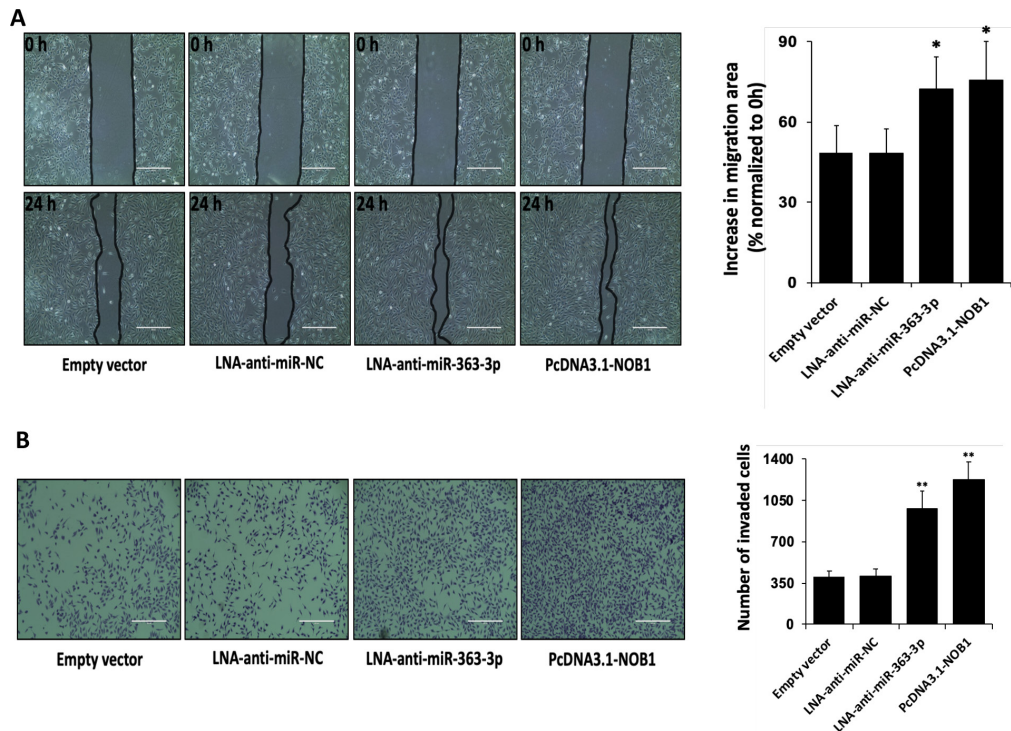 A
0 h
0 h
0 h
0 h
24 h
24 h
24 h
24 h
Empty vector
LNA-anti-miR-NC
LNA-anti-miR-363-3p
PcDNA3.1-NOB1
Increase in migration area
(% normalized to 0h)
90
60
30
0
*
*
Empty vector
LNA-anti-miR-NC
LNA-anti-miR-363-3p
PcDNA3.1-NOB1
B
Empty vector
LNA-anti-miR-NC
LNA-anti-miR-363-3p
PcDNA3.1-NOB1
Number of invaded cells
1400
1050
700
350
0
**
**
Empty vector
LNA-anti-miR-NC
LNA-anti-miR-363-3p
PcDNA3.1-NOB1